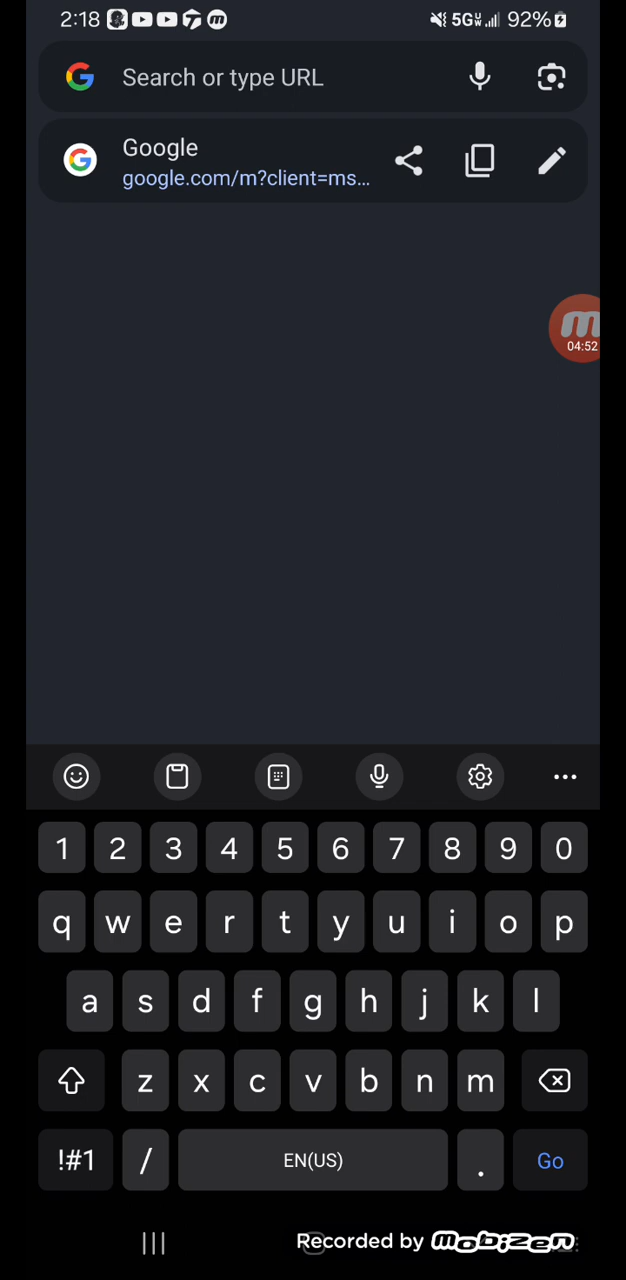 2:18 5G 92%
Search or type URL
Google
google.com/m?client=ms...
04:52
1 2 3 4 5 6 7 8 9 0
q w e r t y u i o p
a s d f g h j k l
z x c v b n m
!#1 / EN(US) . Go
Recorded by mobizen